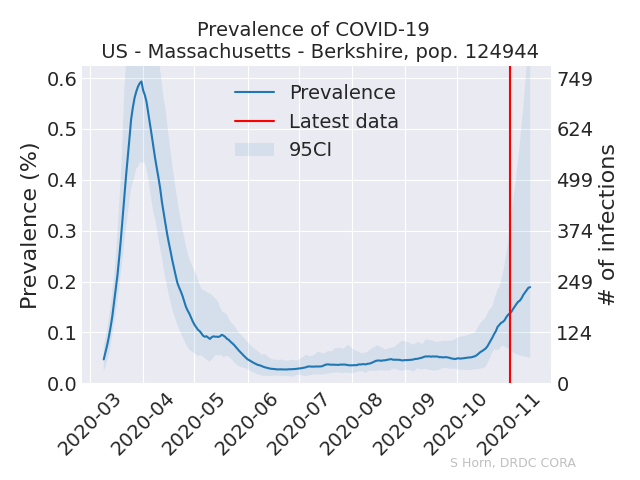 Prevalence of COVID-19
US - Massachusetts - Berkshire, pop. 124944
Prevalence (%)
0.6
0.5
0.4
0.3
0.2
0.1
0.0
Prevalence
Latest data
95CI
749
624
499
374
249
124
0
# of infections
2020-03
2020-04
2020-05
2020-06
2020-07
2020-08
2020-09
2020-10
2020-11
S Horn, DRDC CORA